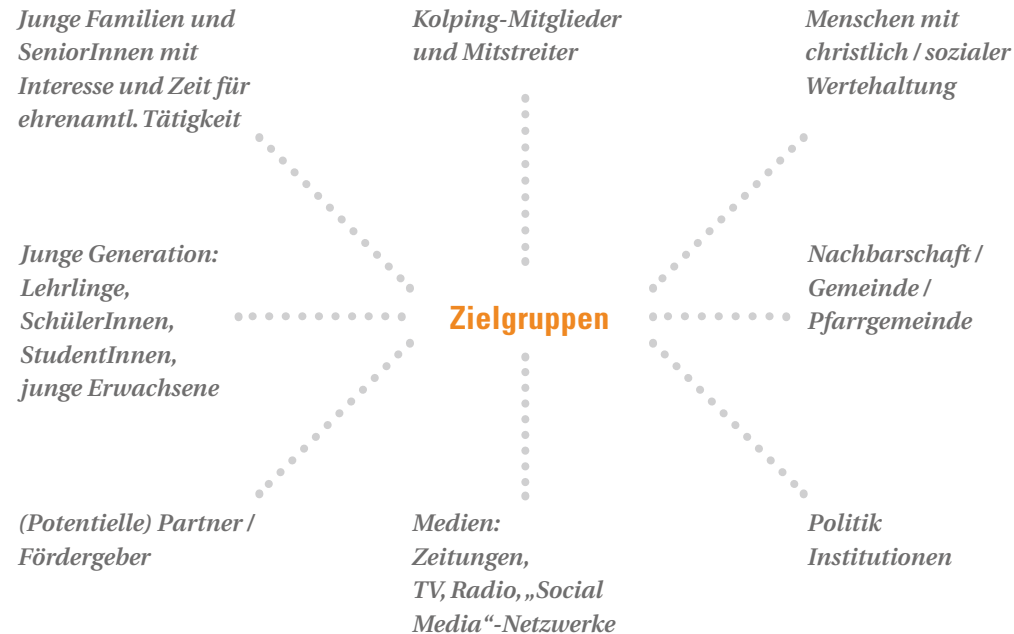 Junge Familien und
SeniorInnen mit
Interesse und Zeit für
ehrenamtl. Tätigkeit
Kolping-Mitglieder
und Mitstreiter
Menschen mit
christlich / sozialer
Wertehaltung
Junge Generation:
Lehrlinge,
SchülerInnen,
StudentInnen,
junge Erwachsene
Zielgruppen
Nachbarschaft /
Gemeinde /
Pfarrgemeinde
(Potentielle) Partner /
Fördergeber
Medien:
Zeitungen,
TV, Radio, „Social
Media“-Netzwerke
Politik
Institutionen